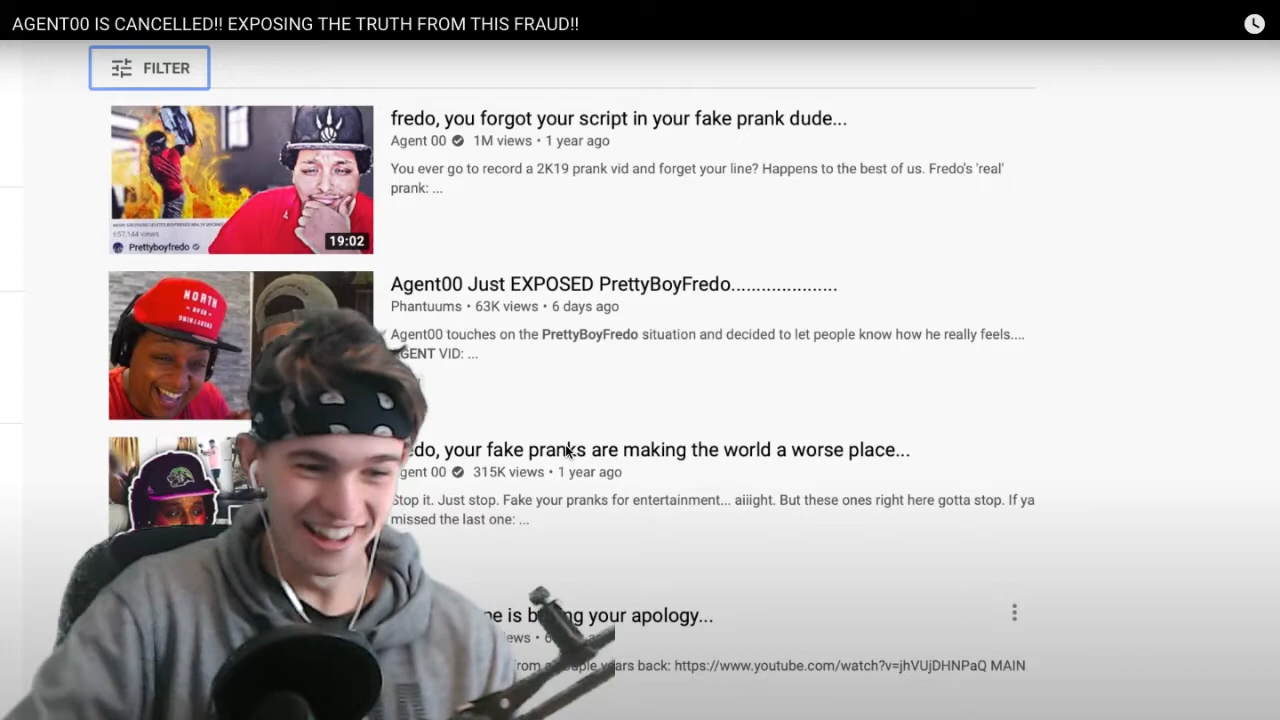 AGENT00 IS CANCELLED!! EXPOSING THE TRUTH FROM THIS FRAUD!!
FILTER
fredo, you forgot your script in your fake prank dude...
Agent 00 1M views • 1 year ago
You ever go to record a 2K19 prank vid and forget your line? Happens to the best of us. Fredo's 'real'
prank: ...
657,144 views
Prettyboyfredo
19:02
Agent00 Just EXPOSED PrettyBoyFredo.....................
Phantuums • 63K views • 6 days ago
Agent00 touches on the PrettyBoyFredo situation and decided to let people know how he really feels....
GENT VID: ...
NORTH
edo, your fake pranks are making the world a worse place...
gent 00 315K views • 1 year ago
Stop it. Just stop. Fake your pranks for entertainment... aiiight. But these ones right here gotta stop. If ya
missed the last one: ...
ne is b ng your apology...
ews • 6
rom a couple years back: https://www.youtube.com/watch?v=jhVUjDHNPaQ MAIN